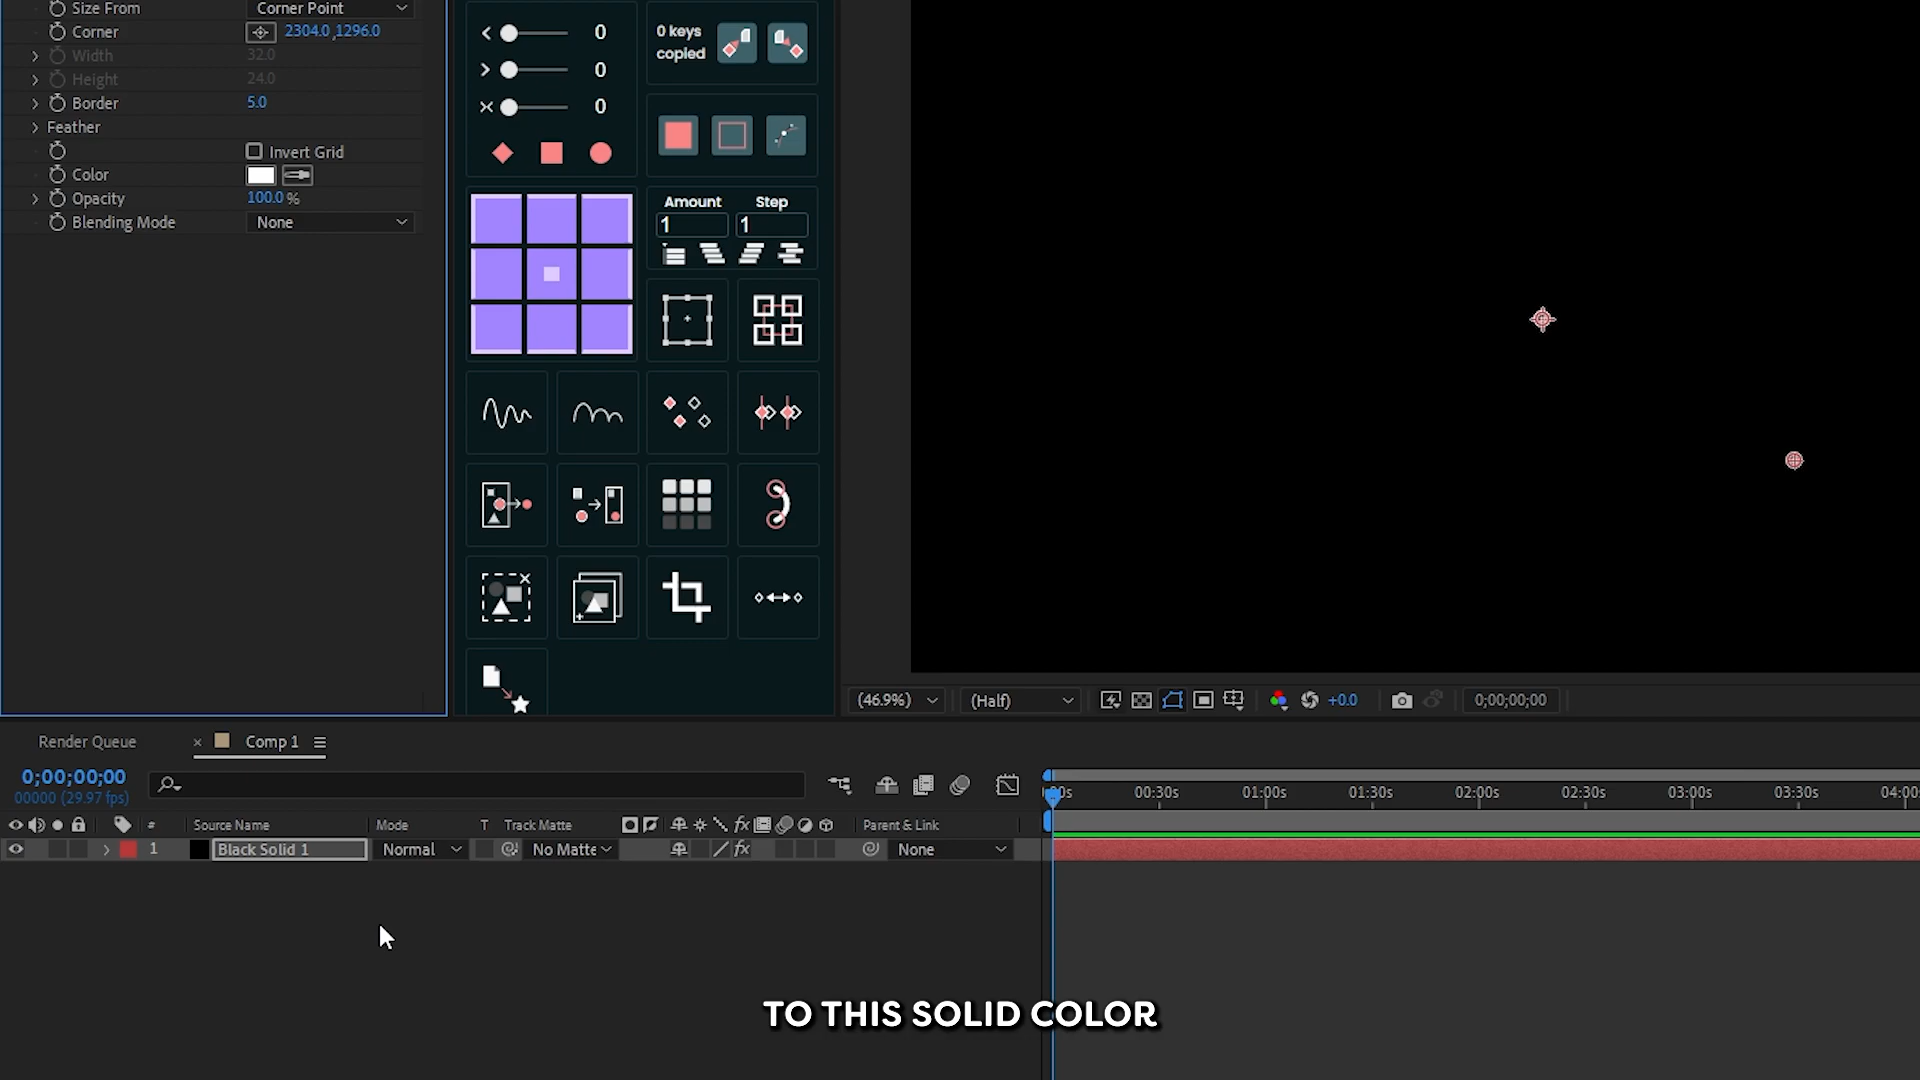 Size From Corner Point
Corner 2304.0 ,1296.0
Width 32.0
Height 24.0
Border 5.0
Feather
Invert Grid
Color
Opacity 100.0 %
Blending Mode None
0
0
0
0 keys
copied
Amount Step
1 1
(46.9%) (Half) +0.0 0;00;00;00
Render Queue × Comp 1
0;00;00;00
00000 (29.97 fps)
00s 00:30s 01:00s 01:30s 02:00s 02:30s 03:00s 03:30s 04:00
# Source Name Mode T Track Matte fx Parent & Link
1 Black Solid 1 Normal No Matte fx None
TO THIS SOLID COLOR